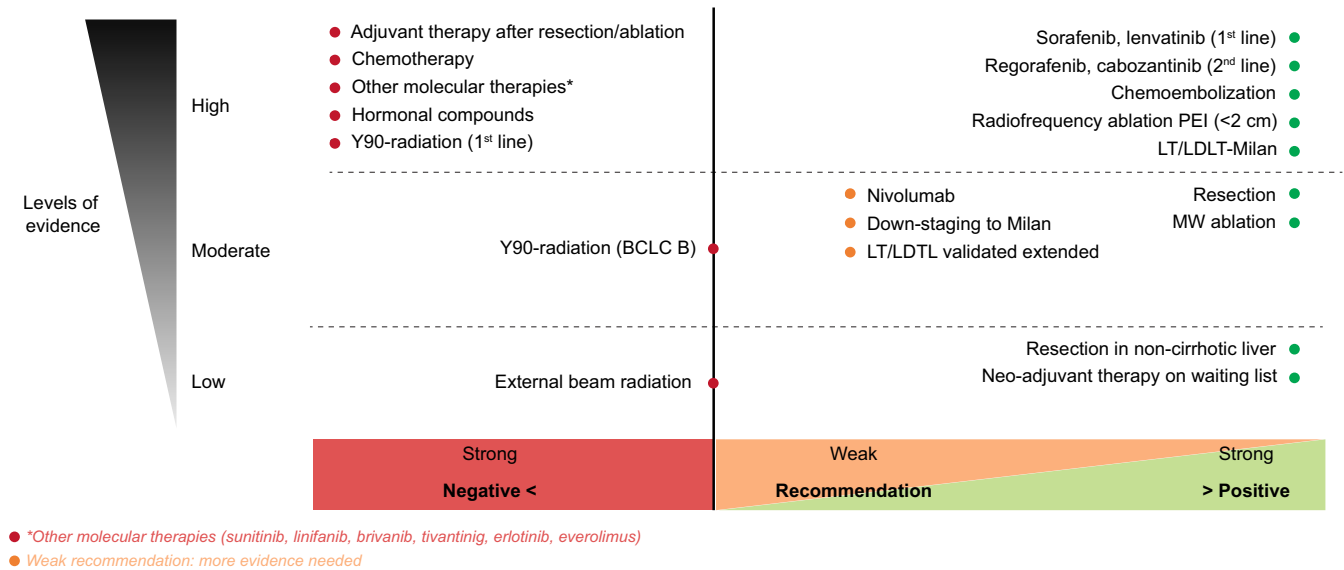 Adjuvant therapy after resection/ablation
Chemotherapy
Other molecular therapies*
Hormonal compounds
Y90-radiation (1st line)
Sorafenib, lenvatinib (1st line)
Regorafenib, cabozantinib (2nd line)
Chemoembolization
Radiofrequency ablation PEI (<2 cm)
LT/LDLT-Milan
High
Levels of
evidence
Moderate
Y90-radiation (BCLC B)
Nivolumab
Down-staging to Milan
LT/LDTL validated extended
Resection
MW ablation
Low
External beam radiation
Resection in non-cirrhotic liver
Neo-adjuvant therapy on waiting list
Strong
Weak
Strong
Negative <
Recommendation
> Positive
*Other molecular therapies (sunitinib, linifanib, brivanib, tivanting, erlotinib, everolimus)
Weak recommendation: more evidence needed